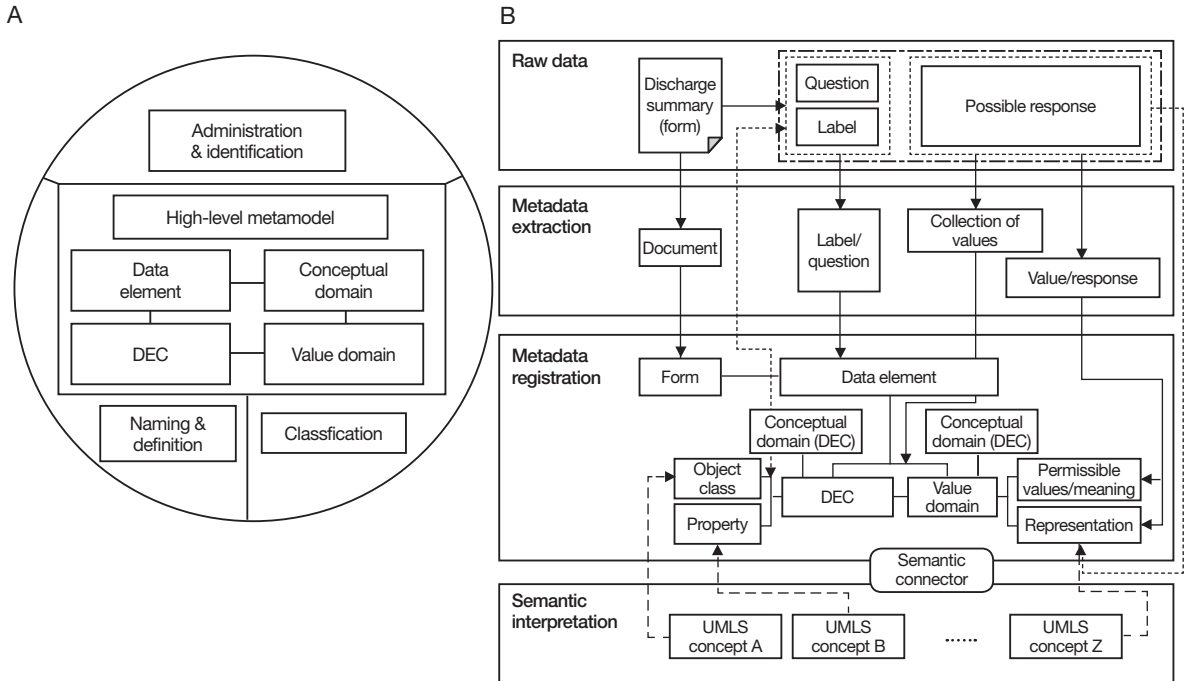 A
Administration
& identification
High-level metamodel
Data
element
Conceptual
domain
DEC
Value domain
Naming &
definition
Classfication
B
Raw data
Discharge
summary
(form)
Question
Label
Possible response
Metadata
extraction
Document
Label/
question
Collection of
values
Value/response
Metadata
registration
Form
Data element
Conceptual
domain (DEC)
Conceptual
domain (DEC)
Object
class
Property
DEC
Value
domain
Permissible
values/meaning
Representation
Semantic
connector
Semantic
interpretation
UMLS
concept A
UMLS
concept B
......
UMLS
concept Z